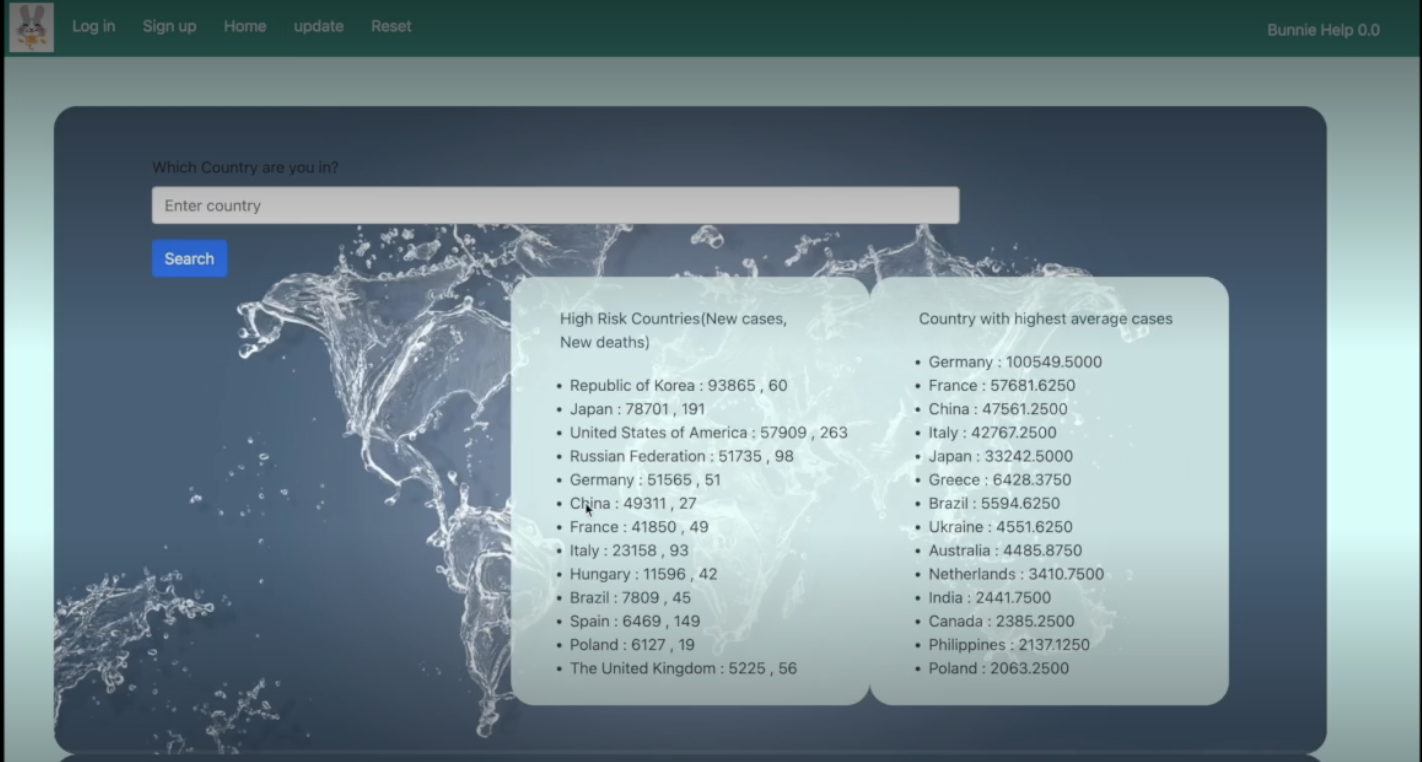 Log in Sign up Home update Reset Bunnie Help 0.0
Which Country are you in?
Enter country
Search
High Risk Countries(New cases,
New deaths)
• Republic of Korea : 93865 , 60
• Japan : 78701 , 191
• United States of America : 57909 , 263
• Russian Federation : 51735 , 98
• Germany : 51565 , 51
• China : 49311 , 27
• France : 41850 , 49
• Italy : 23158 , 93
• Hungary : 11596 , 42
• Brazil : 7809 , 45
• Spain : 6469 , 149
• Poland : 6127 , 19
• The United Kingdom : 5225 , 56
Country with highest average cases
• Germany : 100549.5000
• France : 57681.6250
• China : 47561.2500
• Italy : 42767.2500
• Japan : 33242.5000
• Greece : 6428.3750
• Brazil : 5594.6250
• Ukraine : 4551.6250
• Australia : 4485.8750
• Netherlands : 3410.7500
• India : 2441.7500
• Canada : 2385.2500
• Philippines : 2137.1250
• Poland : 2063.2500